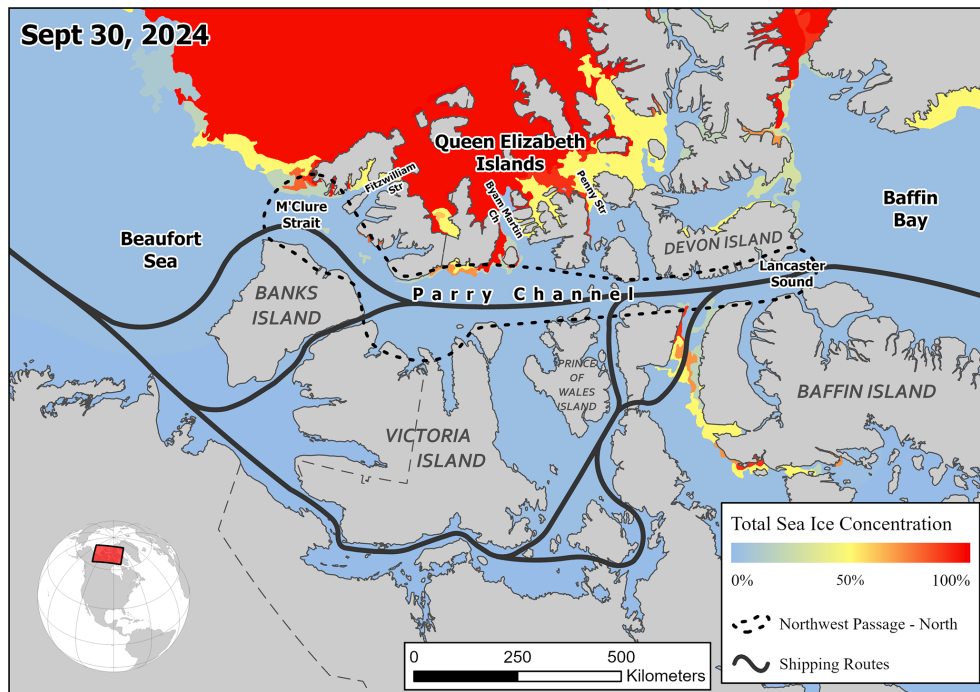 Sept 30, 2024
Queen Elizabeth
Islands
Fitzwilliam
Str
Byam Martin
Ch
Penny Str
M'Clure
Strait
Baffin
Bay
Beaufort
Sea
DEVON ISLAND
Lancaster
Sound
BANKS
ISLAND
Parry Channel
PRINCE
OF
WALES
ISLAND
BAFFIN ISLAND
VICTORIA
ISLAND
Total Sea Ice Concentration
0% 50% 100%
Northwest Passage - North
Shipping Routes
0 250 500
Kilometers